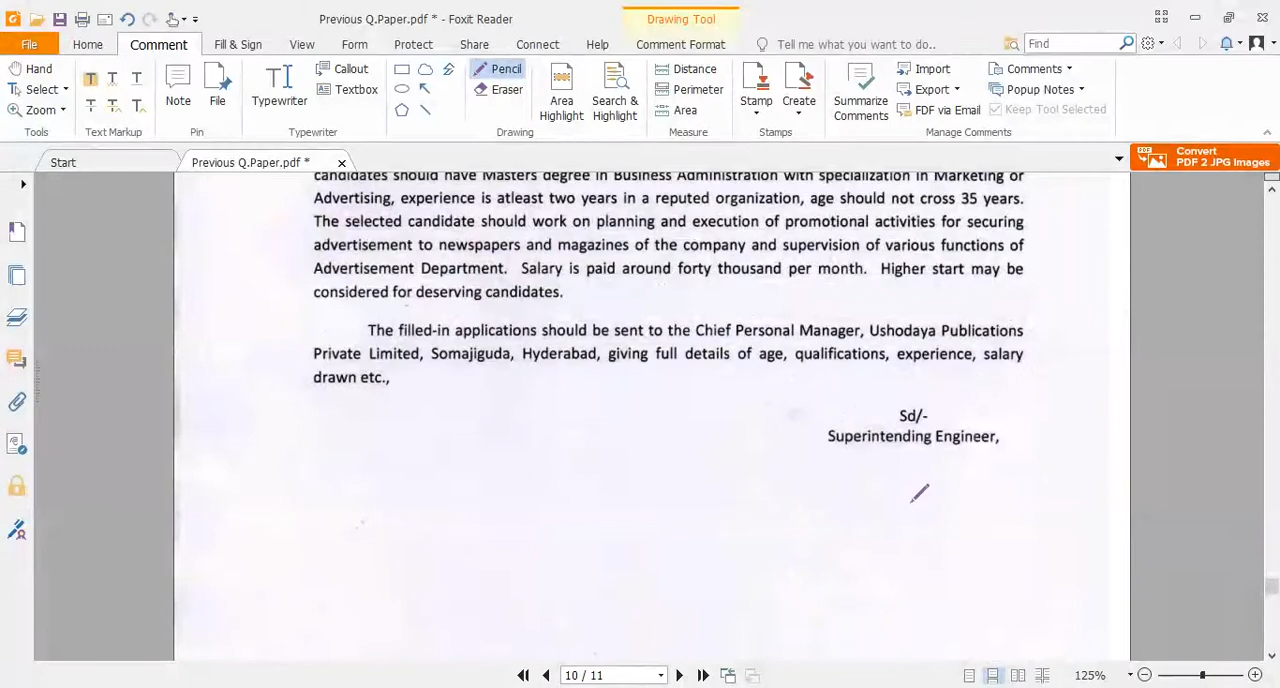 Previous Q.Paper.pdf * - Foxit Reader
Drawing Tool
File Home Comment Fill & Sign View Form Protect Share Connect Help Comment Format Tell me what you want to do.. Find
Hand
Select
Zoom
Tools
Text Markup
Note
File
Pin
Typewriter
Callout
Textbox
Typewriter
Pencil
Eraser
Drawing
Area
Highlight
Search &
Highlight
Distance
Perimeter
Area
Measure
Stamp
Create
Stamps
Summarize
Comments
Import
Export
FDF via Email
Comments
Popup Notes
Keep Tool Selected
Manage Comments
Start
Previous Q.Paper.pdf *
Convert
PDF 2 JPG Images
candidates should have Masters degree in Business Administration with specialization in Marketing or
Advertising, experience is atleast two years in a reputed organization, age should not cross 35 years.
The selected candidate should work on planning and execution of promotional activities for securing
advertisement to newspapers and magazines of the company and supervision of various functions of
Advertisement Department. Salary is paid around forty thousand per month. Higher start may be
considered for deserving candidates.
The filled-in applications should be sent to the Chief Personal Manager, Ushodaya Publications
Private Limited, Somajiguda, Hyderabad, giving full details of age, qualifications, experience, salary
drawn etc.,
Sd/-
Superintending Engineer,
10 / 11
125%